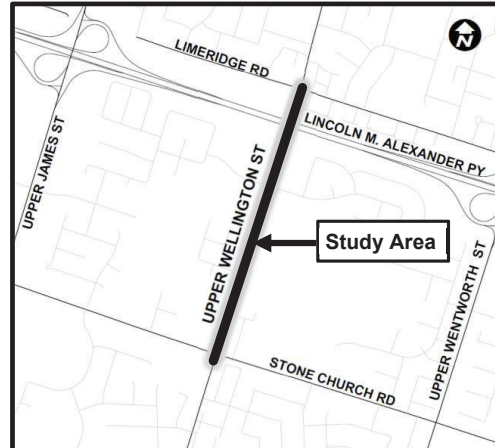 LIMERIDGE RD
N
LINCOLN M. ALEXANDER PY
UPPER JAMES ST
UPPER WELLINGTON ST
Study Area
UPPER WENTWORTH ST
STONE CHURCH RD